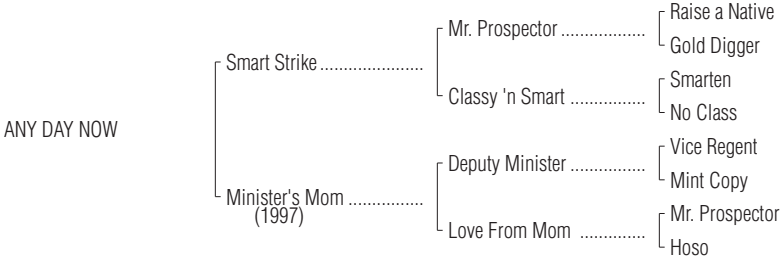 Raise a Native
Mr. Prospector ..................
Gold Digger
Smart Strike ......................
Smarten
Classy 'n Smart ................
No Class
ANY DAY NOW
Vice Regent
Deputy Minister .................
Mint Copy
Minister's Mom ................
(1997)
Mr. Prospector
Love From Mom ..............
Hoso